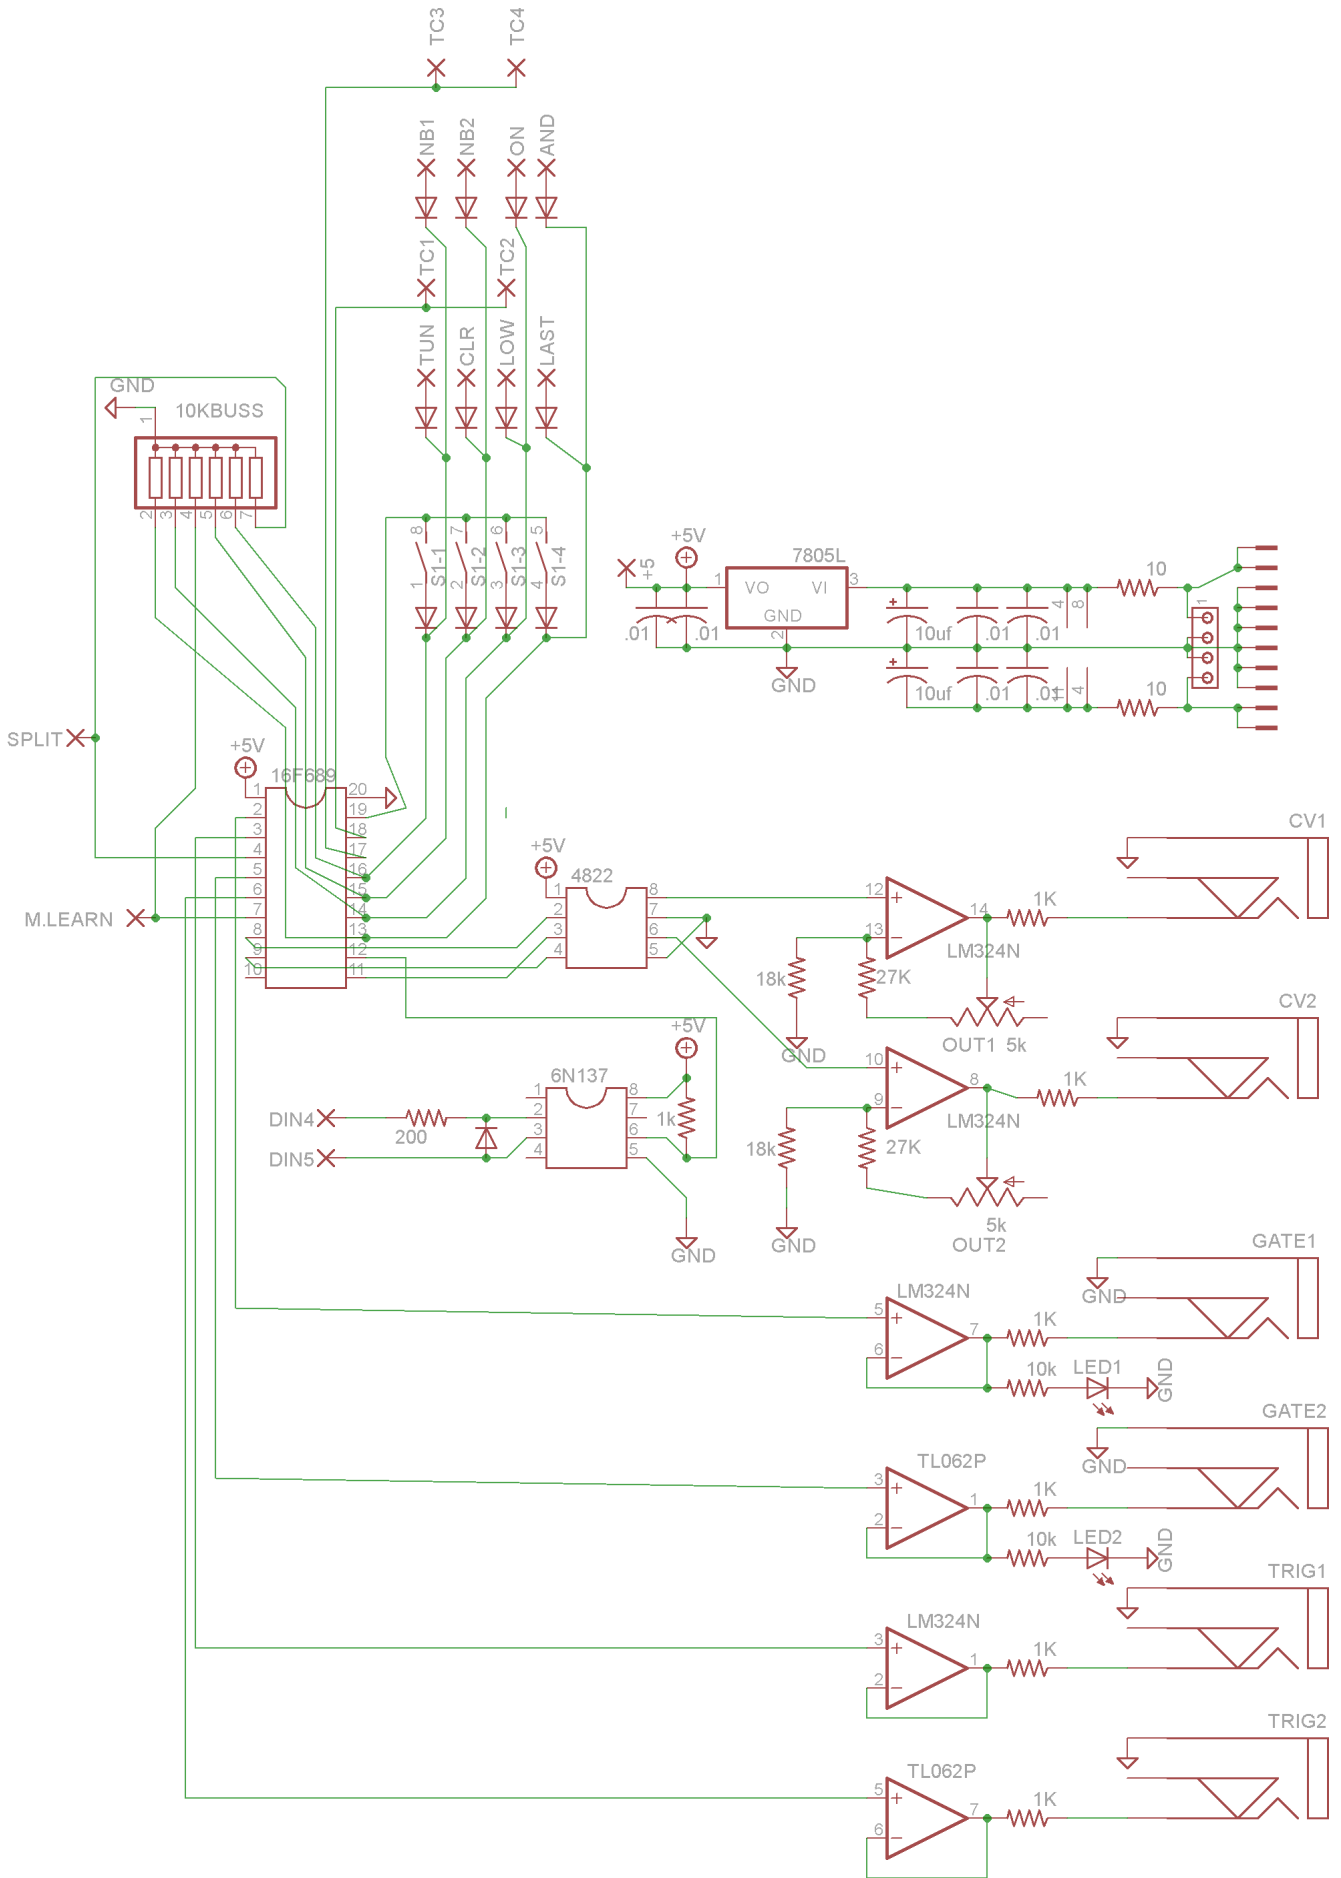 TC3
TC4
NB1
NB2
ON
AND
TC1
TC2
TUN
CLR
LOW
LAST
GND
10KBUSS
1
2
3
4
5
6
7
8
7
6
5
S1-1
S1-2
S1-3
S1-4
1
2
3
4
+5V
+5
7805L
1
VO
VI
3
GND
2
.01
.01
10uf
.01
.01
4
8
10
1
GND
10uf
.01
.01
11
4
10
SPLIT
+5V
16F689
1
2
3
4
5
6
7
8
9
10
20
19
18
17
16
15
14
13
12
11
M.LEARN
+5V
4822
1
2
3
4
8
7
6
5
12
+
13
−
14
LM324N
1K
CV1
18k
27K
GND
OUT1 5k
CV2
+5V
6N137
1
2
3
4
8
7
6
5
1k
DIN4
200
DIN5
GND
10
+
9
−
8
LM324N
1K
18k
27K
GND
5k
OUT2
GATE1
LM324N
5
+
6
−
7
1K
GND
10k
LED1
GND
GATE2
TL062P
3
+
2
−
1
1K
GND
10k
LED2
GND
TRIG1
LM324N
3
+
2
−
1
1K
TRIG2
TL062P
5
+
6
−
7
1K